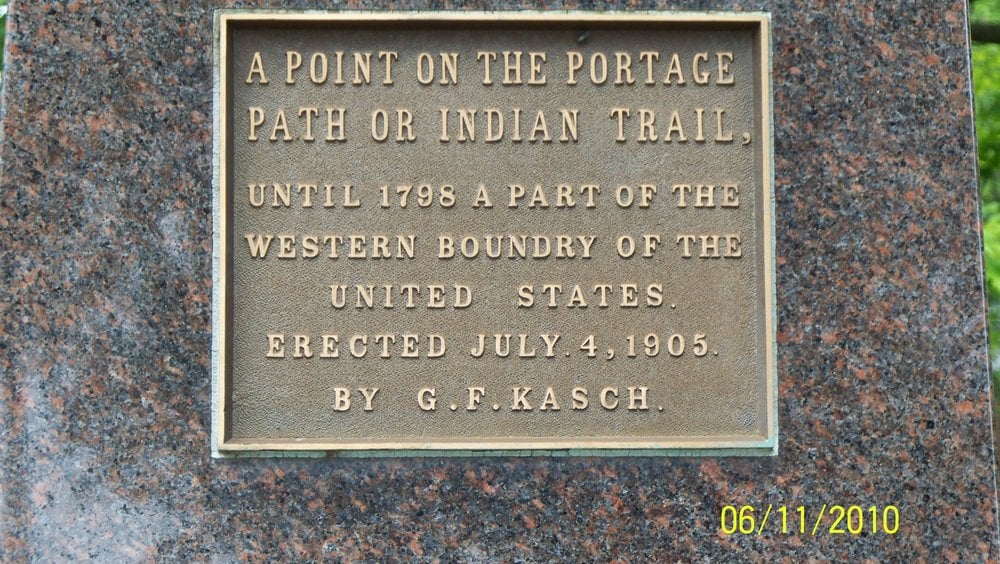 A POINT ON THE PORTAGE
PATH OR INDIAN TRAIL,
UNTIL 1798 A PART OF THE
WESTERN BOUNDRY OF THE
UNITED STATES.
ERECTED JULY. 4, 1905.
BY G.F. KASCH.
06/11/2010